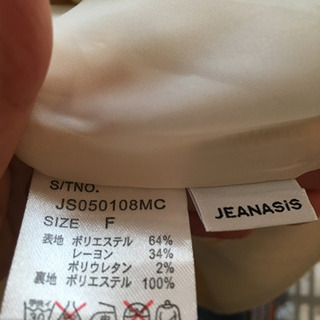 S/TNO.
JS050108MC
SIZE F
表地 ポリエステル 64%
レーヨン 34%
ポリウレタン 2%
裏地 ポリエステル 100%
JEANASIS